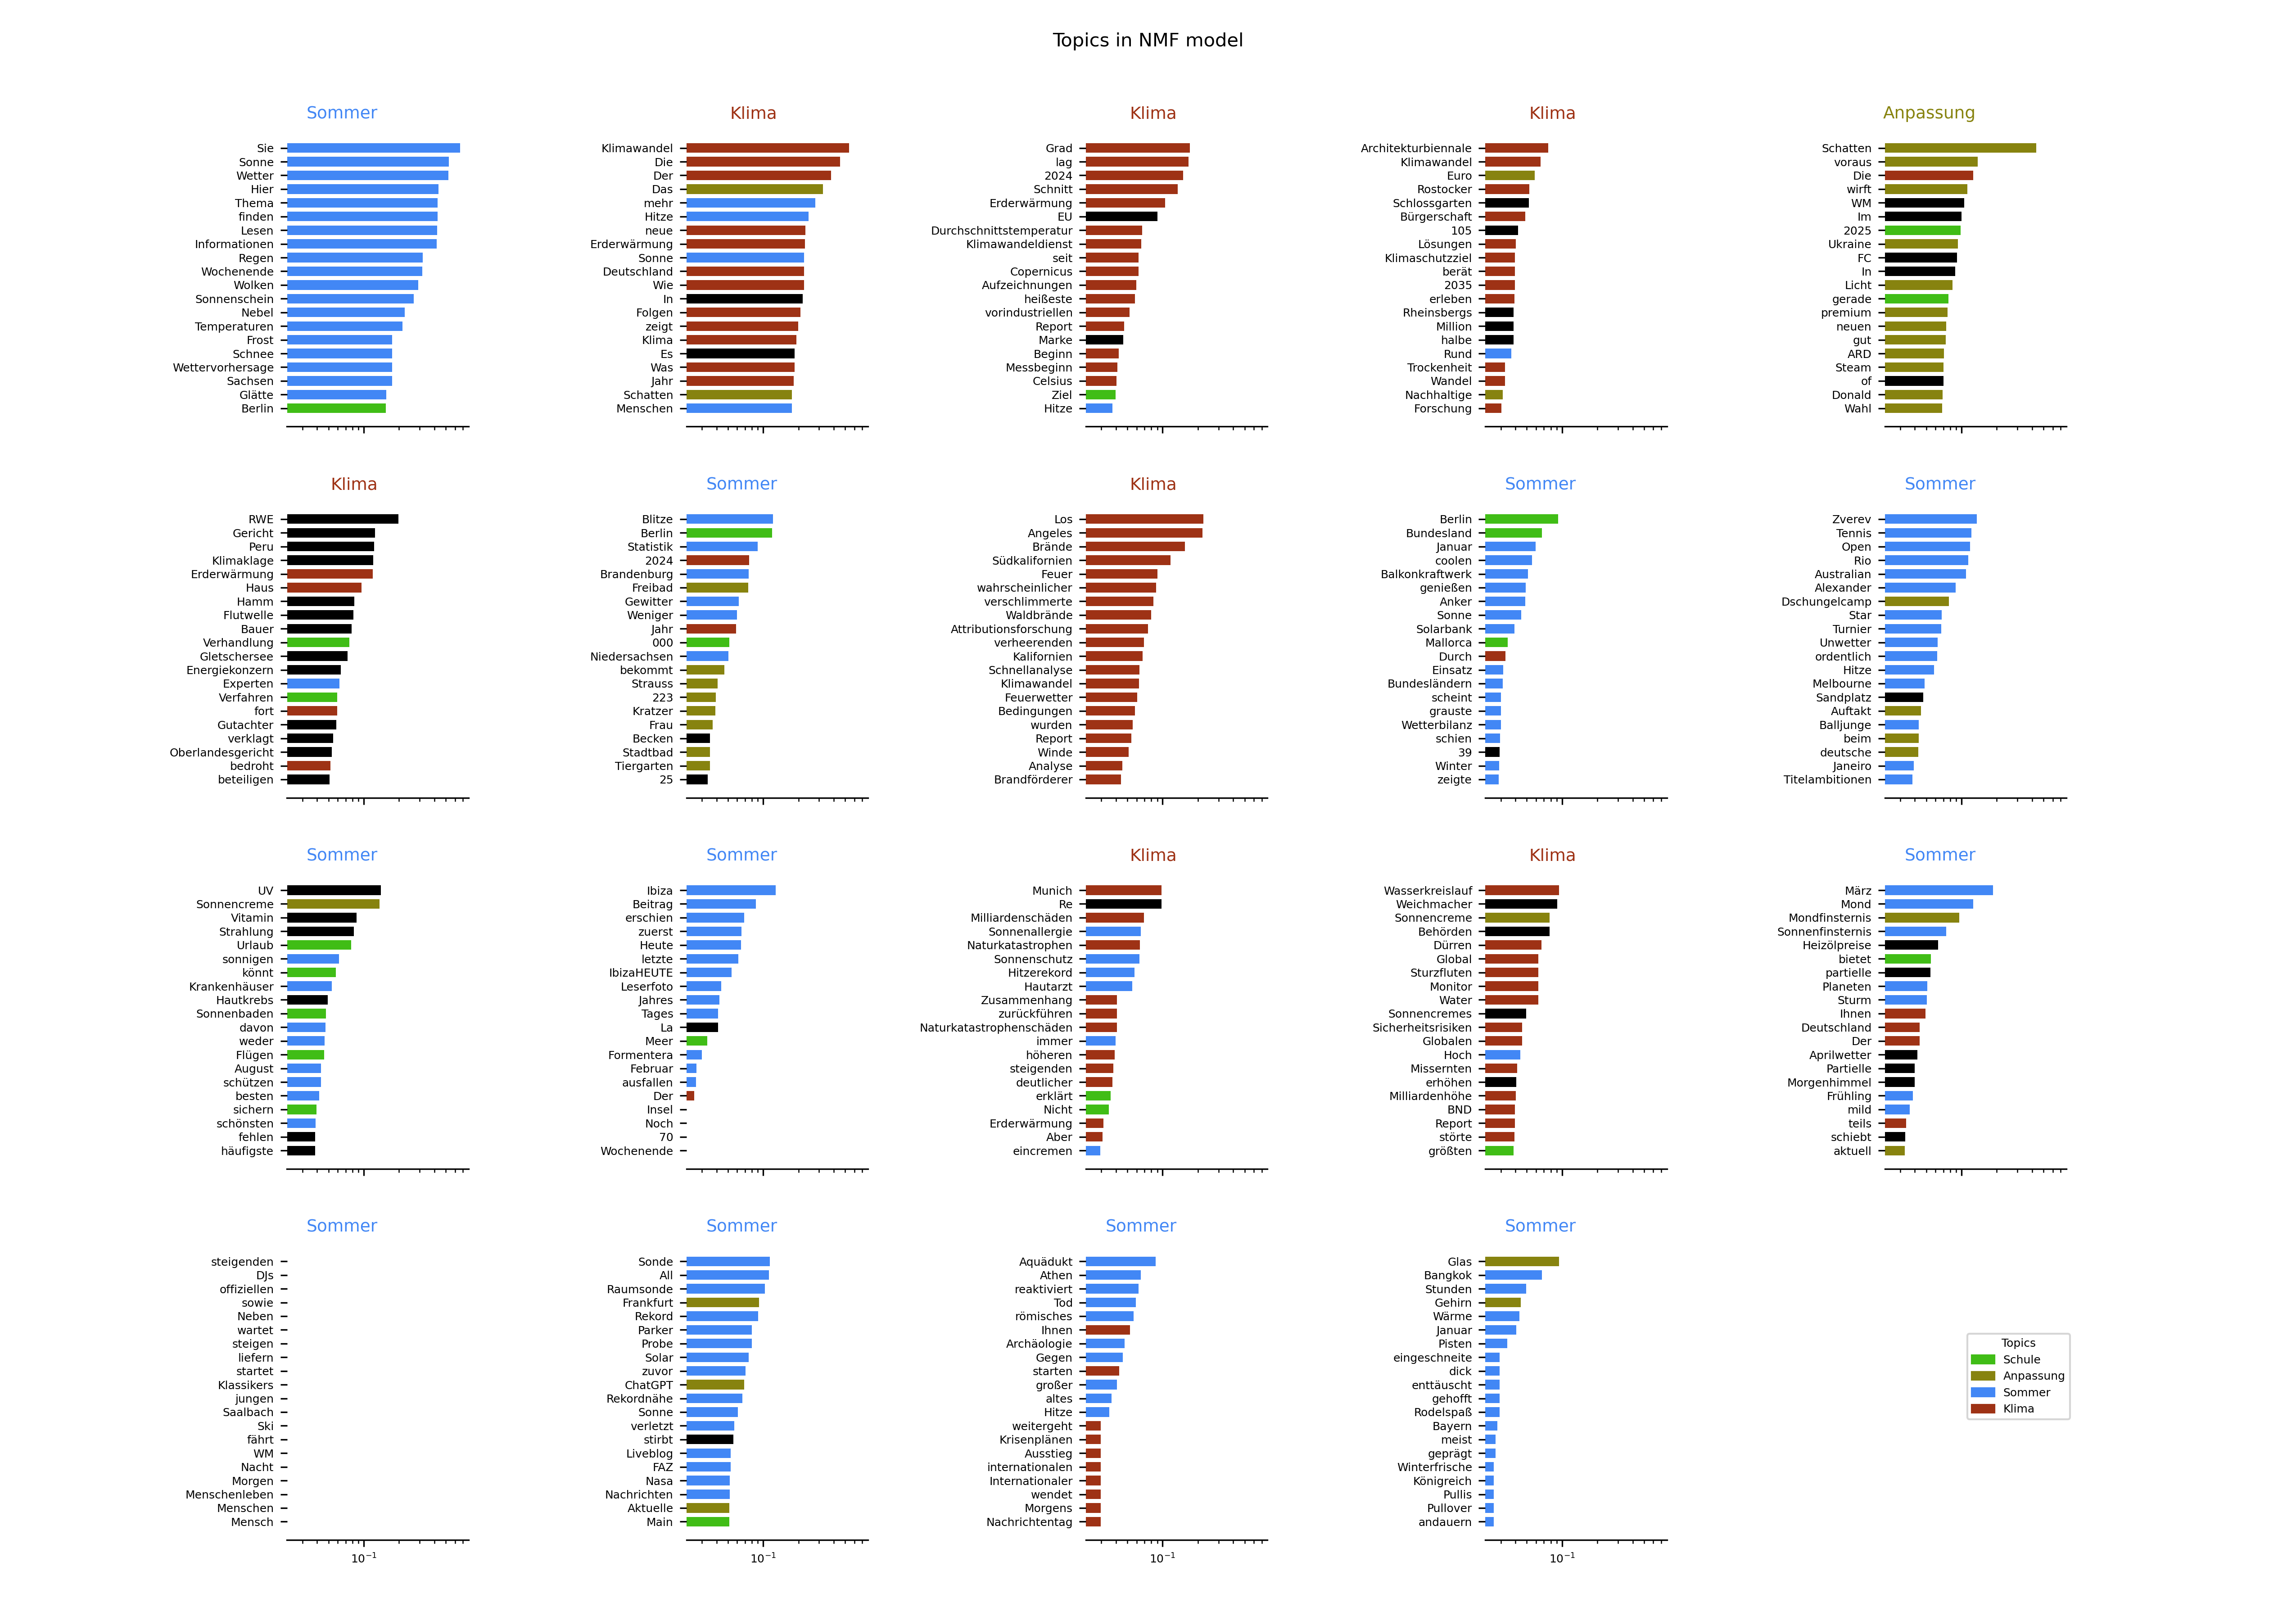 Topics in NMF model
Sommer
Sie
Sonne
Wetter
Hier
Thema
finden
Lesen
Informationen
Regen
Wochenende
Wolken
Sonnenschein
Nebel
Temperaturen
Frost
Schnee
Wettervorhersage
Sachsen
Glätte
Berlin
Klima
Klimawandel
Die
Der
Das
mehr
Hitze
neue
Erderwärmung
Sonne
Deutschland
Wie
In
Folgen
zeigt
Klima
Es
Was
Jahr
Schatten
Menschen
Klima
Grad
lag
2024
Schnitt
Erderwärmung
EU
Durchschnittstemperatur
Klimawandeldienst
seit
Copernicus
Aufzeichnungen
heißeste
vorindustriellen
Report
Marke
Beginn
Messbeginn
Celsius
Ziel
Hitze
Klima
Architekturbiennale
Klimawandel
Euro
Rostocker
Schlossgarten
Bürgerschaft
105
Lösungen
Klimaschutzziel
berät
2035
erleben
Rheinsbergs
Million
halbe
Rund
Trockenheit
Wandel
Nachhaltige
Forschung
Anpassung
Schatten
voraus
Die
wirft
WM
Im
2025
Ukraine
FC
In
Licht
gerade
premium
neuen
gut
ARD
Steam
of
Donald
Wahl
Klima
RWE
Gericht
Peru
Klimaklage
Erderwärmung
Haus
Hamm
Flutwelle
Bauer
Verhandlung
Gletschersee
Energiekonzern
Experten
Verfahren
fort
Gutachter
verklagt
Oberlandesgericht
bedroht
beteiligen
Sommer
Blitze
Berlin
Statistik
2024
Brandenburg
Freibad
Gewitter
Weniger
Jahr
000
Niedersachsen
bekommt
Strauss
223
Kratzer
Frau
Becken
Stadtbad
Tiergarten
25
Klima
Los
Angeles
Brände
Südkalifornien
Feuer
wahrscheinlicher
verschlimmerte
Waldbrände
Attributionsforschung
verheerenden
Kalifornien
Schnellanalyse
Klimawandel
Feuerwetter
Bedingungen
wurden
Report
Winde
Analyse
Brandförderer
Sommer
Berlin
Bundesland
Januar
coolen
Balkonkraftwerk
genießen
Anker
Sonne
Solarbank
Mallorca
Durch
Einsatz
Bundesländern
scheint
grauste
Wetterbilanz
schien
39
Winter
zeigte
Sommer
Zverev
Tennis
Open
Rio
Australian
Alexander
Dschungelcamp
Star
Turnier
Unwetter
ordentlich
Hitze
Melbourne
Sandplatz
Auftakt
Balljunge
beim
deutsche
Janeiro
Titelambitionen
Sommer
UV
Sonnencreme
Vitamin
Strahlung
Urlaub
sonnigen
könnt
Krankenhäuser
Hautkrebs
Sonnenbaden
davon
weder
Flügen
August
schützen
besten
sichern
schönsten
fehlen
häufigste
Sommer
Ibiza
Beitrag
erschien
zuerst
Heute
letzte
IbizaHEUTE
Leserfoto
Jahres
Tages
La
Meer
Formentera
Februar
ausfallen
Der
Insel
Noch
70
Wochenende
Klima
Munich
Re
Milliardenschäden
Sonnenallergie
Naturkatastrophen
Sonnenschutz
Hitzerekord
Hautarzt
Zusammenhang
zurückführen
Naturkatastrophenschäden
immer
höheren
steigenden
deutlicher
erklärt
Nicht
Erderwärmung
Aber
eincremen
Klima
Wasserkreislauf
Weichmacher
Sonnencreme
Behörden
Dürren
Global
Sturzfluten
Monitor
Water
Sonnencremes
Sicherheitsrisiken
Globalen
Hoch
Missernten
erhöhen
Milliardenhöhe
BND
Report
störte
größten
Sommer
März
Mond
Mondfinsternis
Sonnenfinsternis
Heizölpreise
bietet
partielle
Planeten
Sturm
Ihnen
Deutschland
Der
Aprilwetter
Partielle
Morgenhimmel
Frühling
mild
teils
schiebt
aktuell
Sommer
steigenden
DJs
offiziellen
sowie
Neben
wartet
steigen
liefern
startet
Klassikers
jungen
Saalbach
Ski
fährt
WM
Nacht
Morgen
Menschenleben
Menschen
Mensch
10⁻¹
Sommer
Sonde
All
Raumsonde
Frankfurt
Rekord
Parker
Probe
Solar
zuvor
ChatGPT
Rekordnähe
Sonne
verletzt
stirbt
Liveblog
FAZ
Nasa
Nachrichten
Aktuelle
Main
10⁻¹
Sommer
Aquädukt
Athen
reaktiviert
Tod
römisches
Ihnen
Archäologie
Gegen
starten
großer
altes
Hitze
weitergeht
Krisenplänen
Ausstieg
internationalen
Internationaler
wendet
Morgens
Nachrichtentag
10⁻¹
Sommer
Glas
Bangkok
Stunden
Gehirn
Wärme
Januar
Pisten
eingeschneite
dick
enttäuscht
gehofft
Rodelspaß
Bayern
meist
geprägt
Winterfrische
Königreich
Pullis
Pullover
andauern
10⁻¹
Topics
Schule
Anpassung
Sommer
Klima